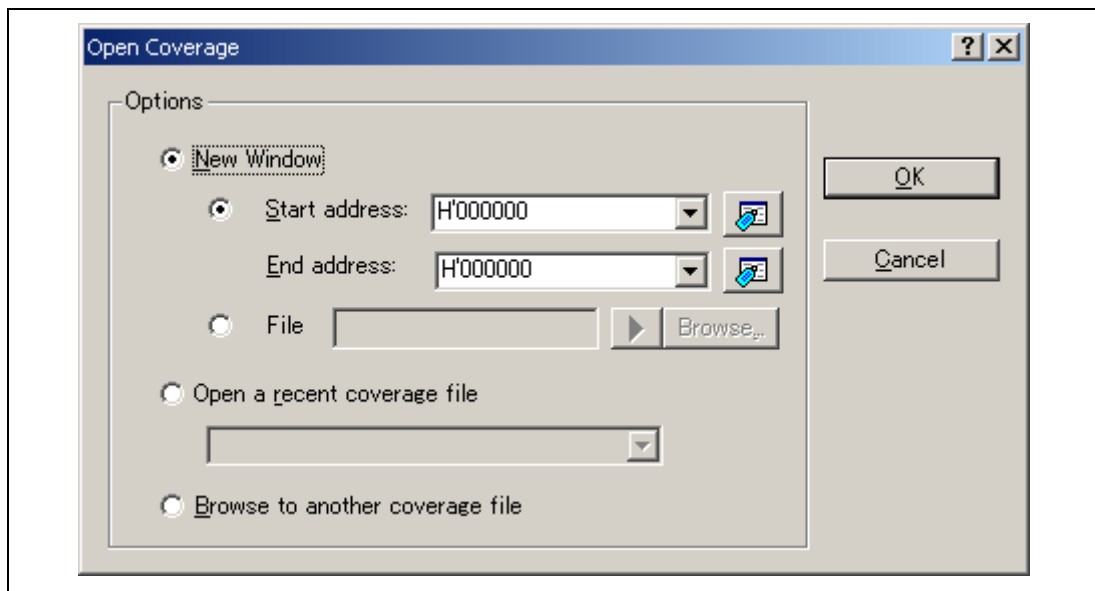 Open Coverage
Options
New Window
Start address: H'000000
End address: H'000000
File Browse...
Open a recent coverage file
Browse to another coverage file
OK
Cancel